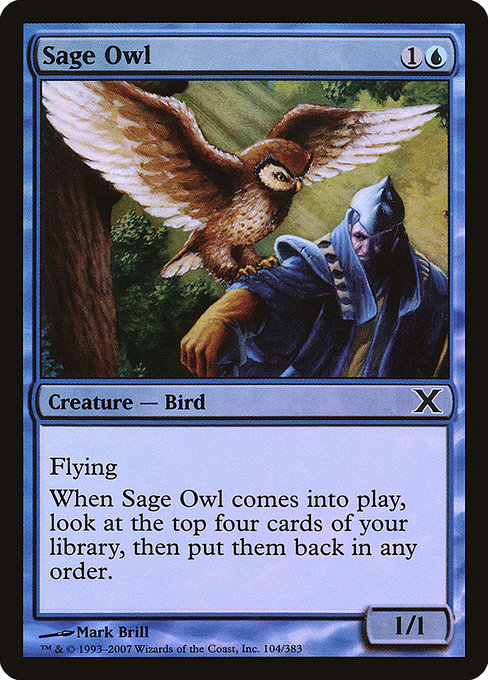 Sage Owl 1
Creature — Bird X
Flying
When Sage Owl comes into play,
look at the top four cards of your
library, then put them back in any
order.
1/1
Mark Brill
™ & © 1993–2007 Wizards of the Coast, Inc. 104/383